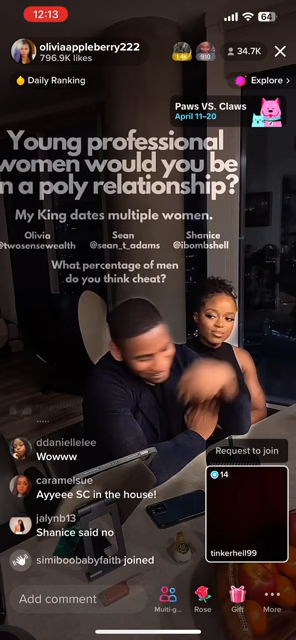 12:13
64
oliviaappleberry222
796.9K likes
34.7K
Daily Ranking
Explore >
Paws VS. Claws
April 11–20
Young professional
women would you be
n a poly relationship?
My King dates multiple women.
Olivia Sean Shanice
@twosensewealth @sean_t_adams @ibombshell
What percentage of men
do you think cheat?
ddaniellelee
Wowww
caramelsue
Ayyeee SC in the house!
jalynb13
Shanice said no
simiboobabyfaith joined
Request to join
14
tinkerhell99
Add comment
Multi-g...
Rose
Gift
More